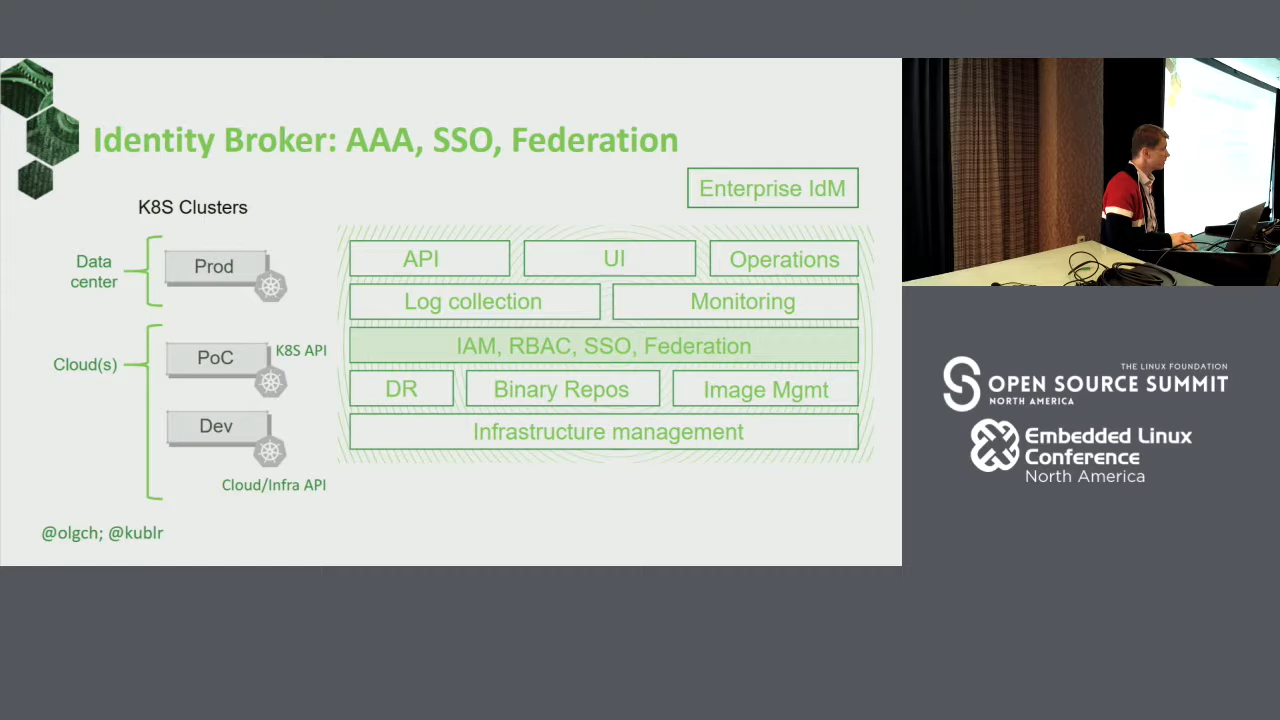 Identity Broker: AAA, SSO, Federation
Enterprise IdM
K8S Clusters
Data
center
Prod
Cloud(s)
PoC
K8S API
Dev
Cloud/Infra API
API
UI
Operations
Log collection
Monitoring
IAM, RBAC, SSO, Federation
DR
Binary Repos
Image Mgmt
Infrastructure management
@olgch; @kublr
THE LINUX FOUNDATION
OPEN SOURCE SUMMIT
NORTH AMERICA
Embedded Linux
Conference
North America